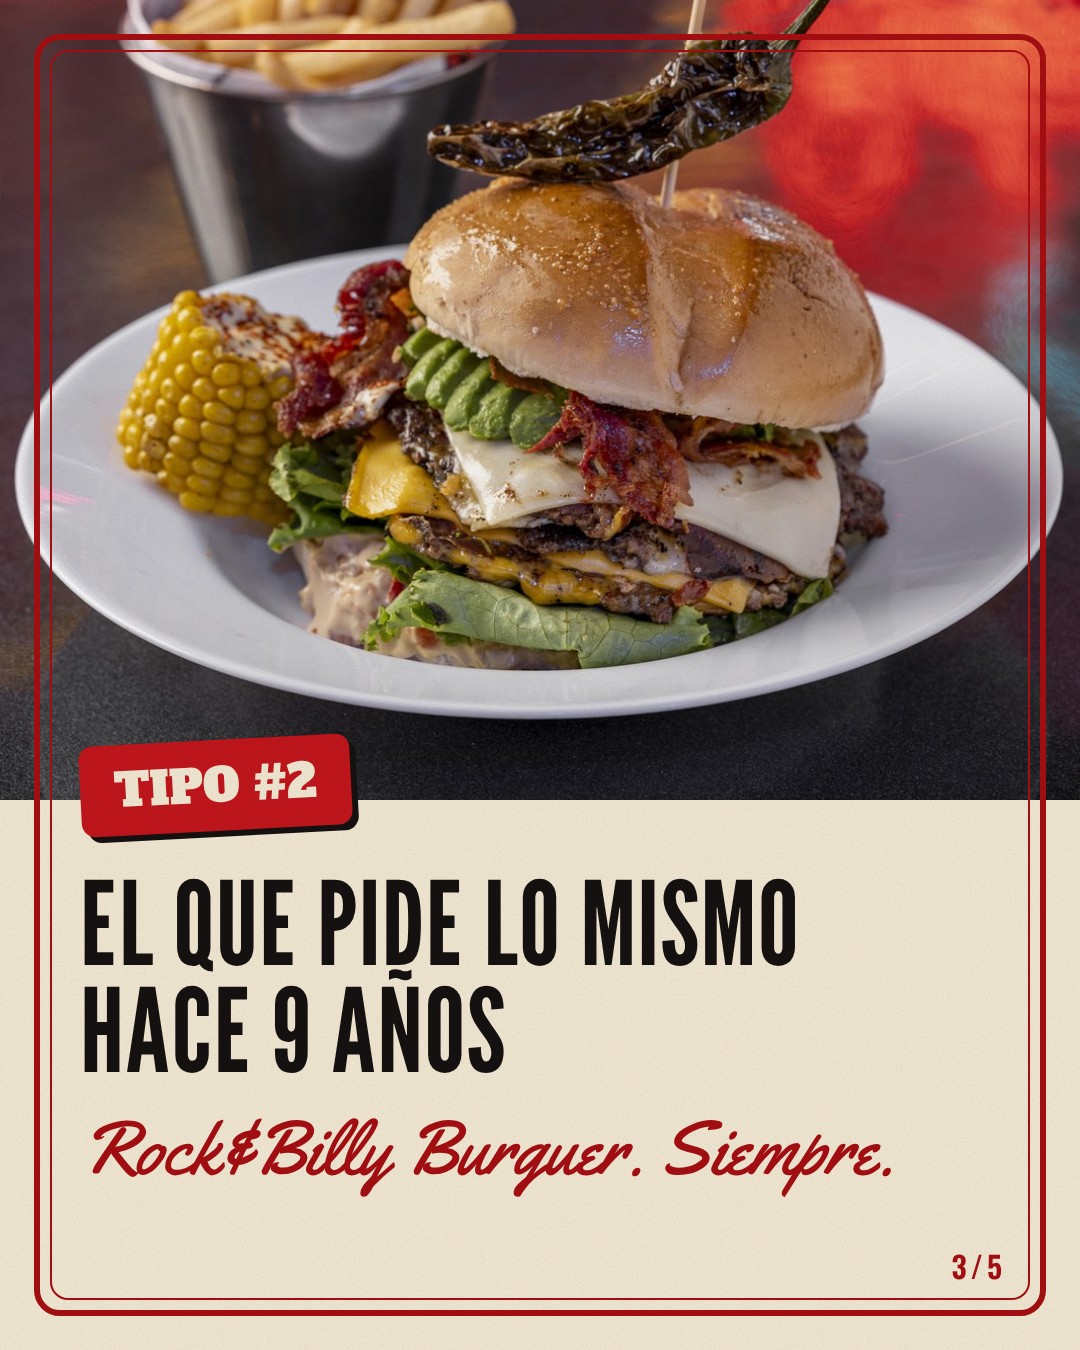 TIPO #2
EL QUE PIDE LO MISMO
HACE 9 AÑOS
Rock&Billy Burguer. Siempre.
3/5